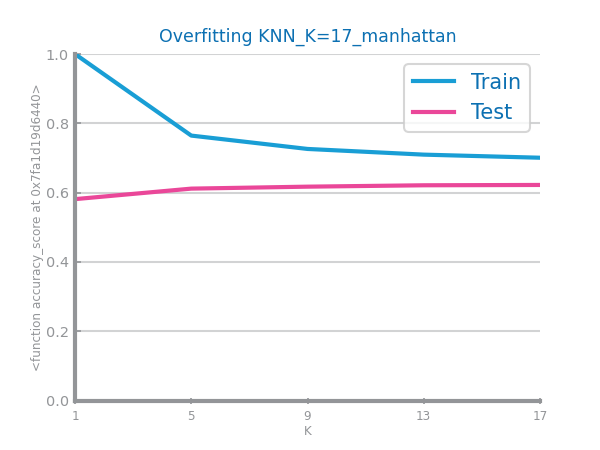 Overfitting KNN_K=17_manhattan
<function accuracy_score at 0x7fa1d19d6440>
1.0
0.8
0.6
0.4
0.2
0.0
Train
Test
1 5 9 13 17
K